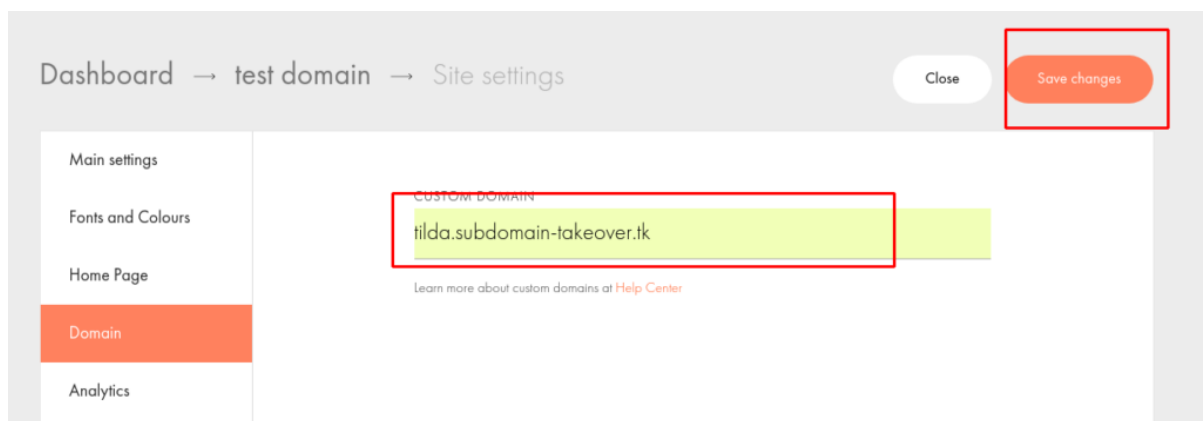 Dashboard → test domain → Site settings
Close
Save changes
Main settings
Fonts and Colours
Home Page
Domain
Analytics
CUSTOM DOMAIN
tilda.subdomain-takeover.tk
Learn more about custom domains at Help Center